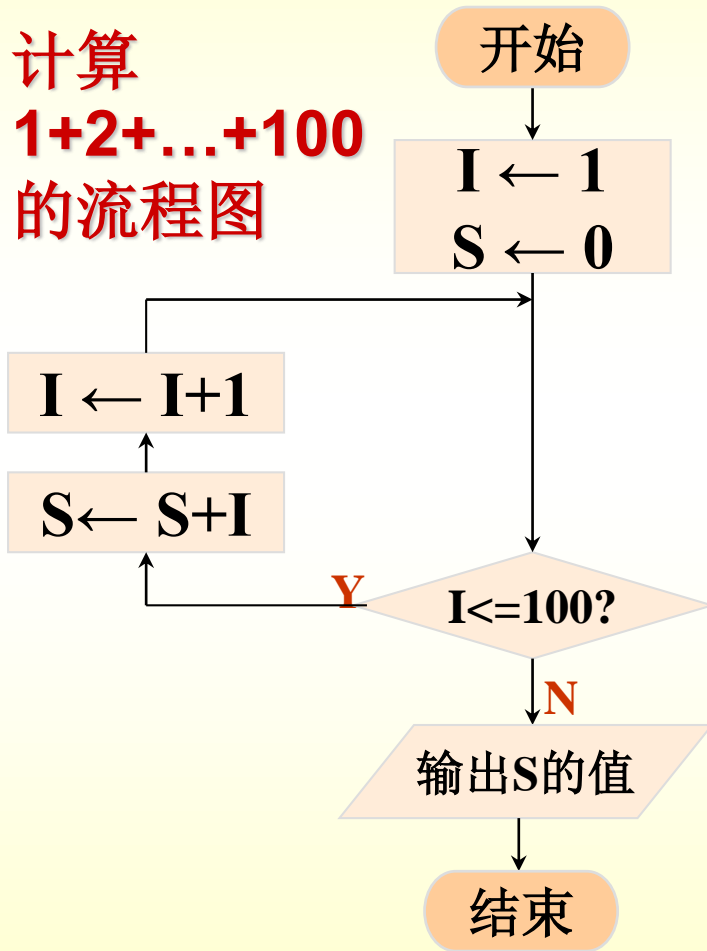 计算
1+2+…+100
的流程图
开始
I ← 1
S ← 0
I ← I+1
S← S+I
Y
I<=100?
N
输出S的值
结束